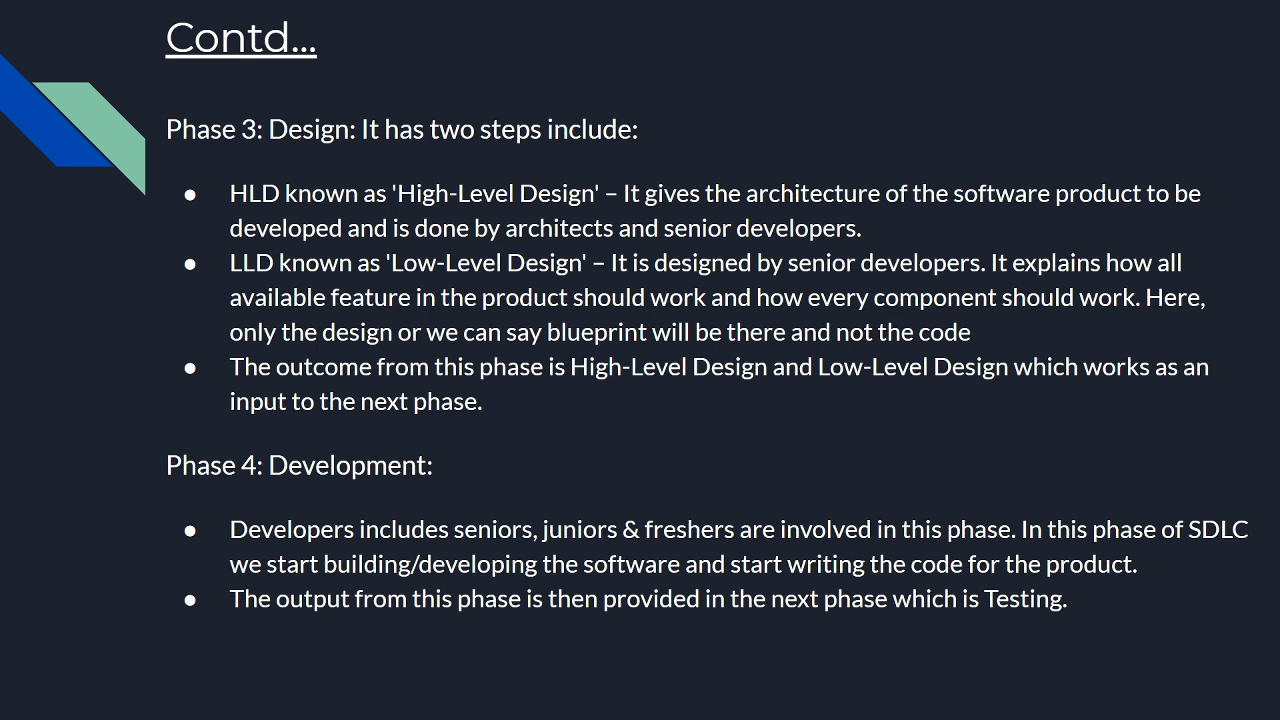 Contd...
Phase 3: Design: It has two steps include:
● HLD known as 'High-Level Design' – It gives the architecture of the software product to be
developed and is done by architects and senior developers.
● LLD known as 'Low-Level Design' – It is designed by senior developers. It explains how all
available feature in the product should work and how every component should work. Here,
only the design or we can say blueprint will be there and not the code
● The outcome from this phase is High-Level Design and Low-Level Design which works as an
input to the next phase.
Phase 4: Development:
● Developers includes seniors, juniors & freshers are involved in this phase. In this phase of SDLC
we start building/developing the software and start writing the code for the product.
● The output from this phase is then provided in the next phase which is Testing.